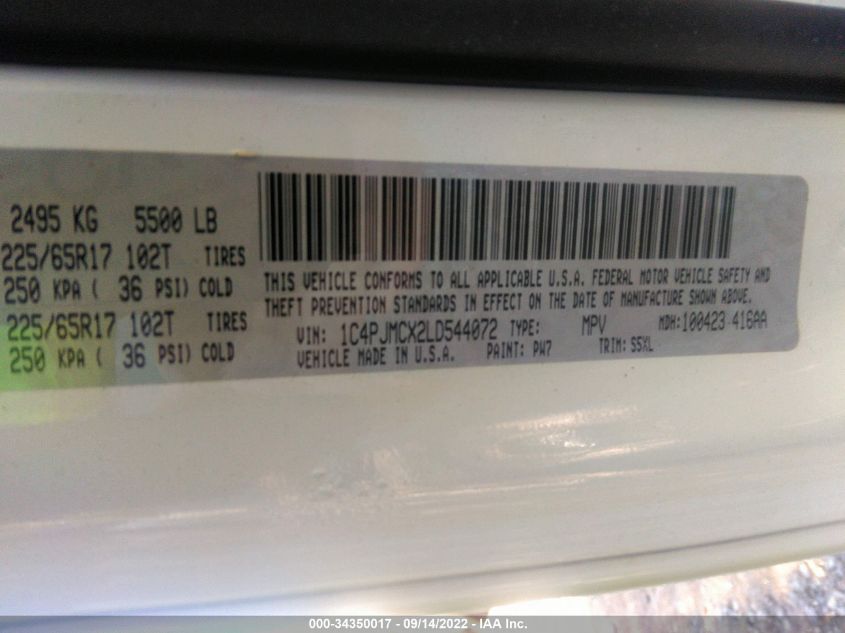 2495 KG 5500 LB
225/65R17 102T TIRES
250 KPA ( 36 PSI) COLD
225/65R17 102T TIRES
250 KPA ( 36 PSI) COLD
THIS VEHICLE CONFORMS TO ALL APPLICABLE U.S.A. FEDERAL MOTOR VEHICLE SAFETY AND
THEFT PREVENTION STANDARDS IN EFFECT ON THE DATE OF MANUFACTURE SHOWN ABOVE.
VIN: 1C4PJMCX2LD544072 TYPE: MPV MDH:100423 416AA
VEHICLE MADE IN U.S.A. PAINT: PW7 TRIM: S5XL
000-34350017 - 09/14/2022 - IAA Inc.